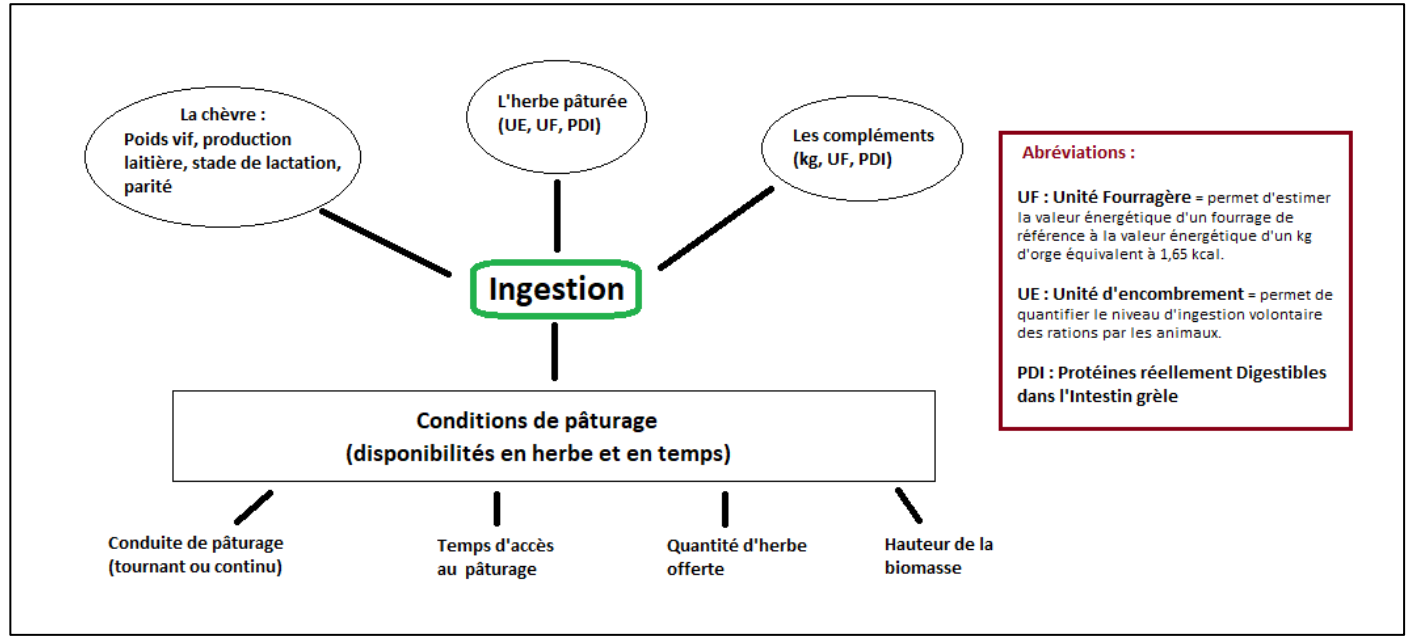 La chèvre :
Poids vif, production
laitière, stade de lactation,
parité
L'herbe pâturée
(UE, UF, PDI)
Les compléments
(kg, UF, PDI)
Ingestion
Conditions de pâturage
(disponibilités en herbe et en temps)
Conduite de pâturage
(tournant ou continu)
Temps d'accès
au pâturage
Quantité d'herbe
offerte
Hauteur de la
biomasse
Abréviations :
UF : Unité Fourragère = permet d'estimer
la valeur énergétique d'un fourrage de
référence à la valeur énergétique d'un kg
d'orge équivalent à 1,65 kcal.
UE : Unité d'encombrement = permet de
quantifier le niveau d'ingestion volontaire
des rations par les animaux.
PDI : Protéines réellement Digestibles
dans l'Intestin grèle